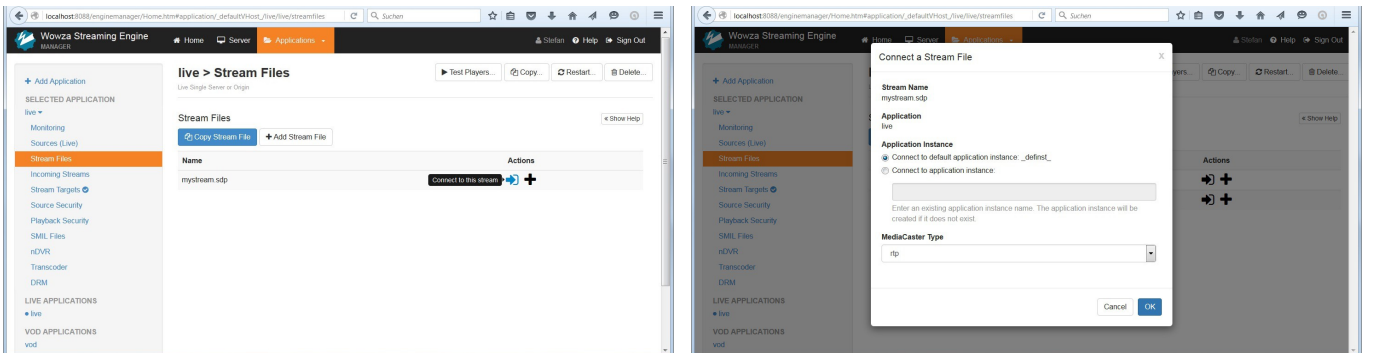 localhost:8088/enginemanager/Home.htm#application/_defaultVHost_/live/live/streamfiles
Suchen
Wowza Streaming Engine
MANAGER
Home
Server
Applications
Stefan
Help
Sign Out
+ Add Application
SELECTED APPLICATION
live
Monitoring
Sources (Live)
Stream Files
Incoming Streams
Stream Targets
Source Security
Playback Security
SMIL Files
nDVR
Transcoder
DRM
LIVE APPLICATIONS
live
VOD APPLICATIONS
vod
live > Stream Files
Live Single Server or Origin
Test Players...
Copy...
Restart...
Delete...
Stream Files
« Show Help
Copy Stream File
+ Add Stream File
Name
Actions
mystream.sdp
Connect to this stream
localhost:8088/enginemanager/Home.htm#application/_defaultVHost_/live/live/streamfiles
Suchen
Wowza Streaming Engine
MANAGER
Home
Server
Applications
Stefan
Help
Sign Out
+ Add Application
SELECTED APPLICATION
live
Monitoring
Sources (Live)
Stream Files
Incoming Streams
Stream Targets
Source Security
Playback Security
SMIL Files
nDVR
Transcoder
DRM
LIVE APPLICATIONS
live
VOD APPLICATIONS
vod
Copy...
Restart...
Delete...
« Show Help
Actions
Connect a Stream File
X
Stream Name
mystream.sdp
Application
live
Application Instance
Connect to default application instance: _definst_
Connect to application instance:
Enter an existing application instance name. The application instance will be
created if it does not exist.
MediaCaster Type
rtp
Cancel
OK